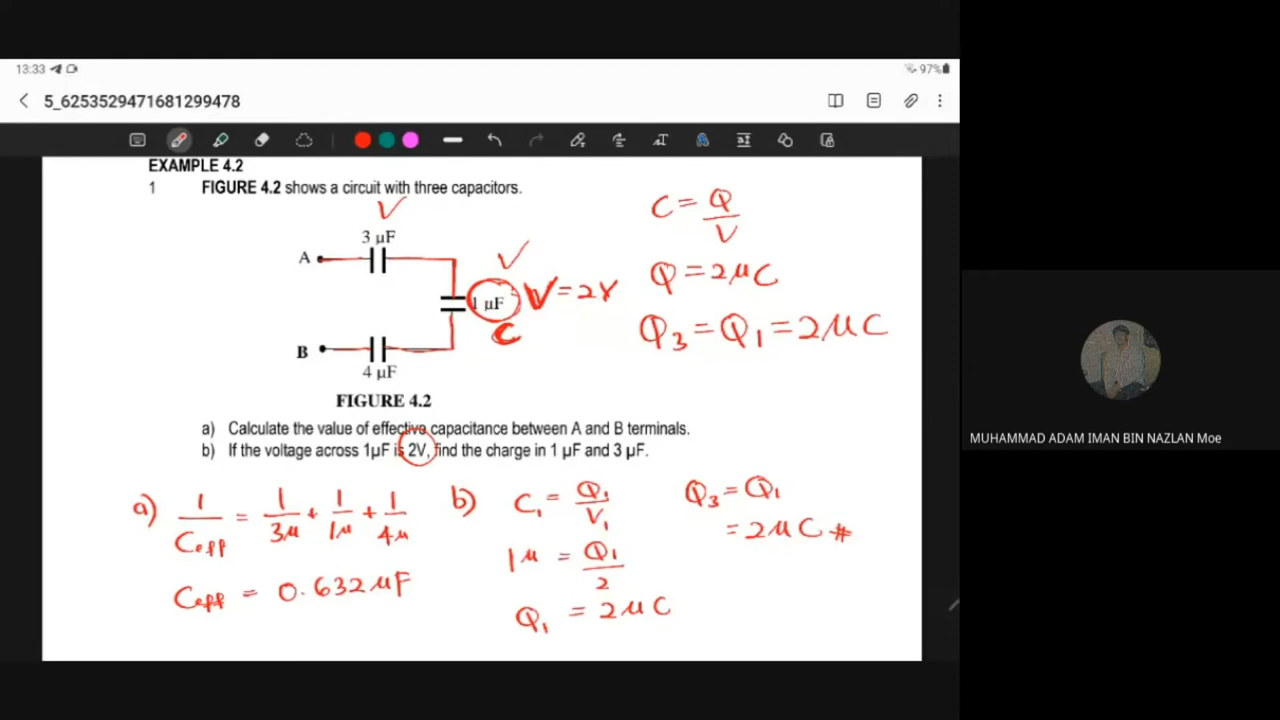 13:33
97%
5_6253529471681299478
EXAMPLE 4.2
1 FIGURE 4.2 shows a circuit with three capacitors.
3 µF
A
1 µF
V = 2V
C
B
4 µF
FIGURE 4.2
C = Q/V
Q = 2µC
Q₃ = Q₁ = 2µC
a) Calculate the value of effective capacitance between A and B terminals.
b) If the voltage across 1µF is 2V, find the charge in 1 µF and 3 µF.
a) 1/Ceff = 1/3µ + 1/1µ + 1/4µ
Ceff = 0.632µF
b) C₁ = Q₁/V₁
1µ = Q₁/2
Q₁ = 2µC
Q₃ = Q₁
= 2µC #
MUHAMMAD ADAM IMAN BIN NAZLAN Moe